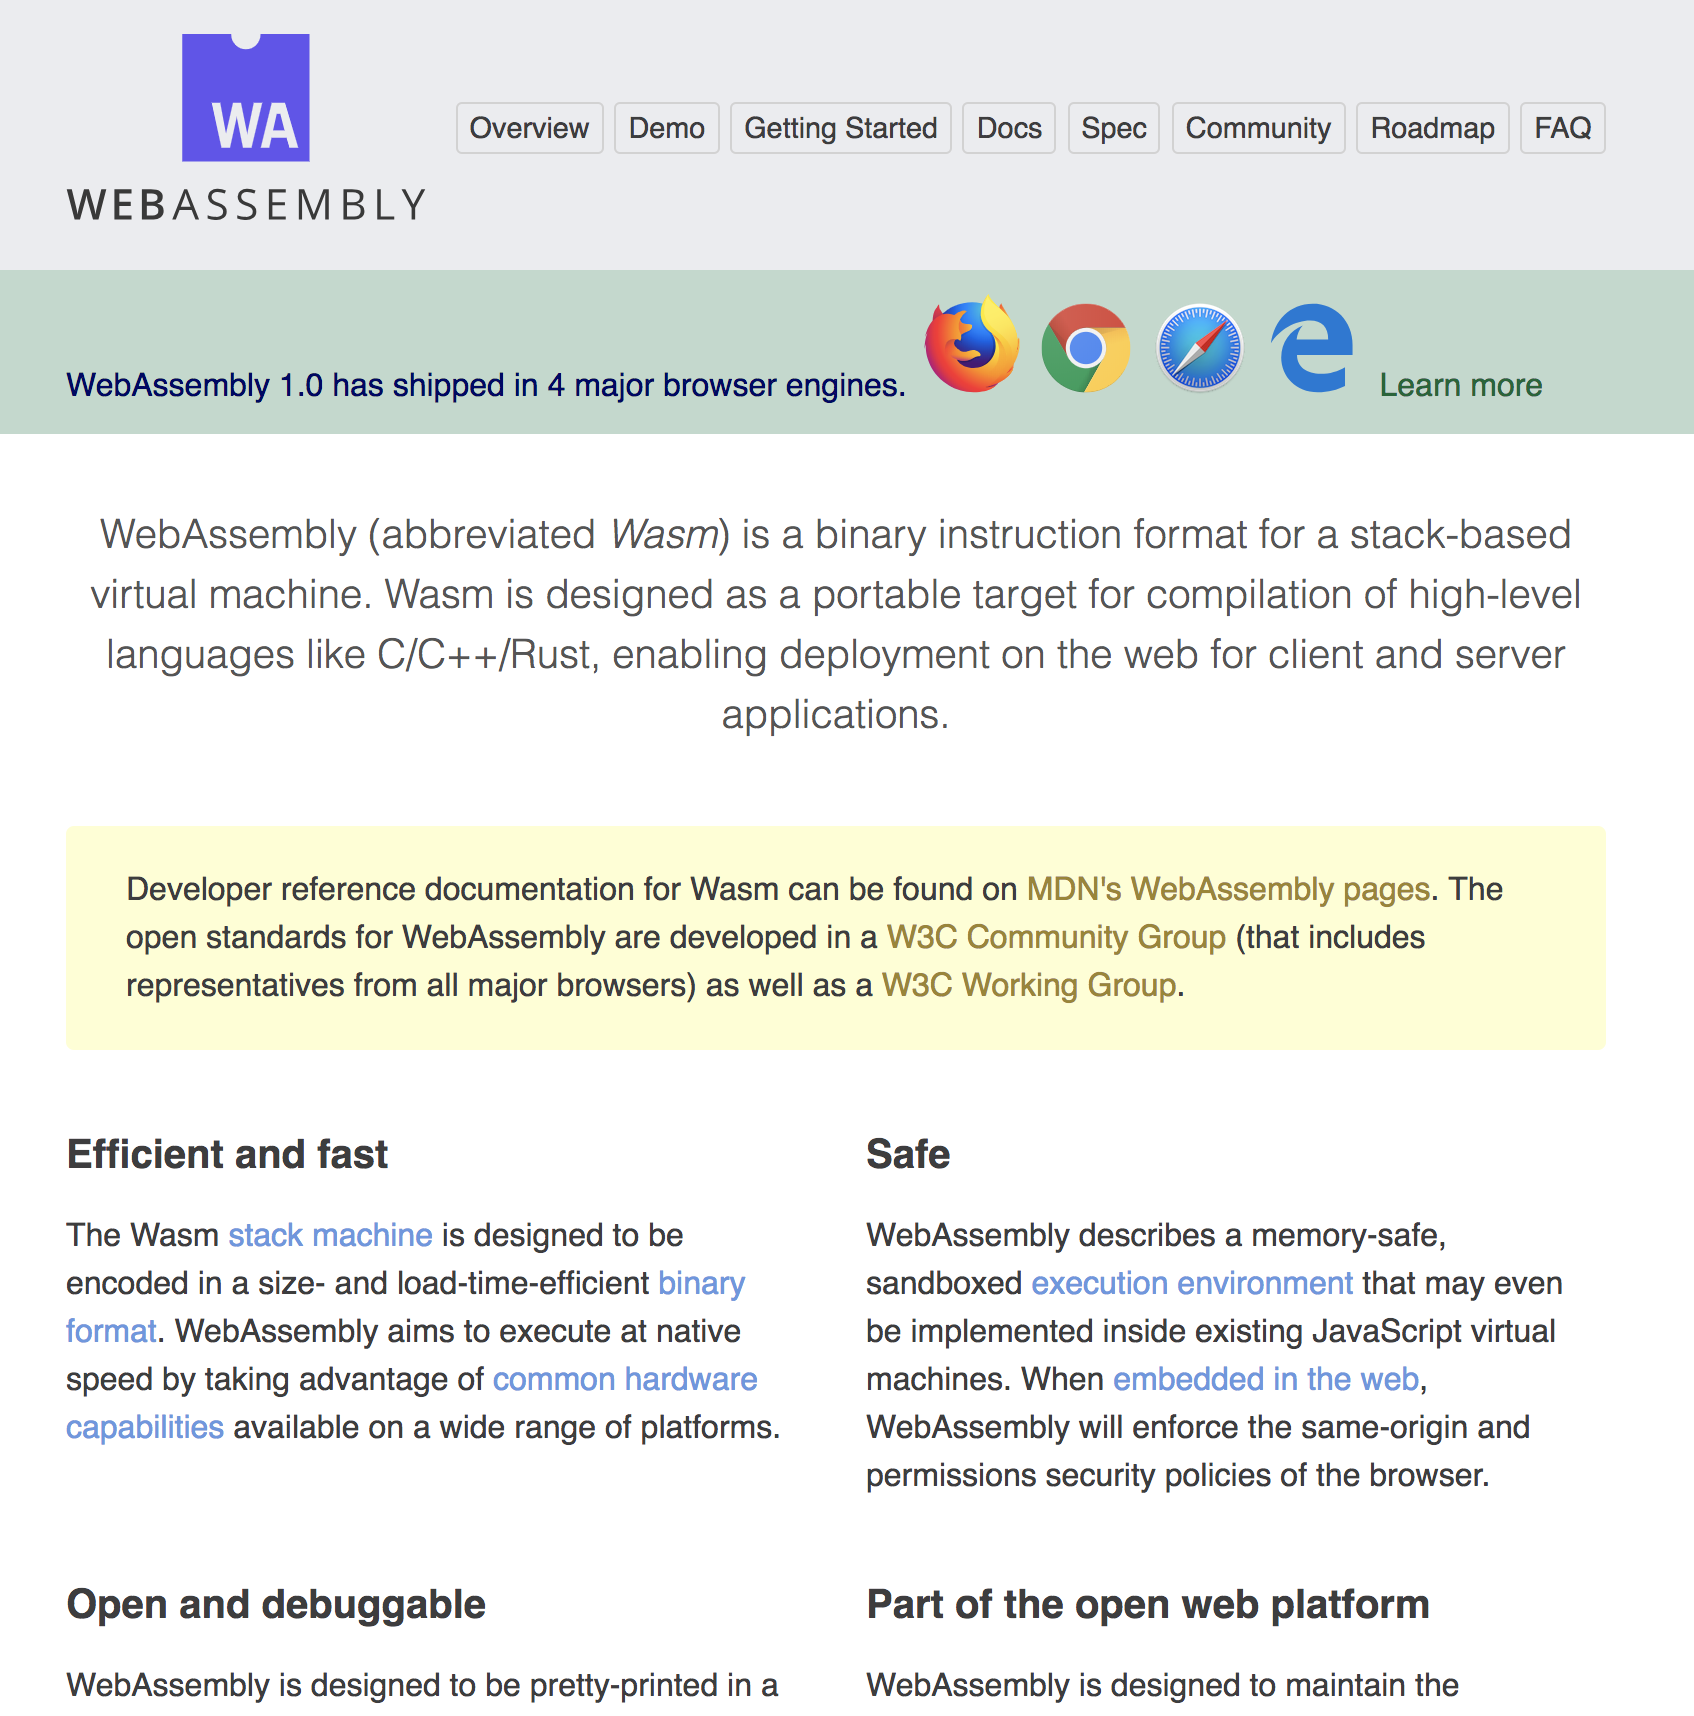 WA
WEBASSEMBLY
Overview Demo Getting Started Docs Spec Community Roadmap FAQ
WebAssembly 1.0 has shipped in 4 major browser engines. Learn more
WebAssembly (abbreviated Wasm) is a binary instruction format for a stack-based
virtual machine. Wasm is designed as a portable target for compilation of high-level
languages like C/C++/Rust, enabling deployment on the web for client and server
applications.
Developer reference documentation for Wasm can be found on MDN's WebAssembly pages. The
open standards for WebAssembly are developed in a W3C Community Group (that includes
representatives from all major browsers) as well as a W3C Working Group.
Efficient and fast
The Wasm stack machine is designed to be
encoded in a size- and load-time-efficient binary
format. WebAssembly aims to execute at native
speed by taking advantage of common hardware
capabilities available on a wide range of platforms.
Safe
WebAssembly describes a memory-safe,
sandboxed execution environment that may even
be implemented inside existing JavaScript virtual
machines. When embedded in the web,
WebAssembly will enforce the same-origin and
permissions security policies of the browser.
Open and debuggable
WebAssembly is designed to be pretty-printed in a
Part of the open web platform
WebAssembly is designed to maintain the